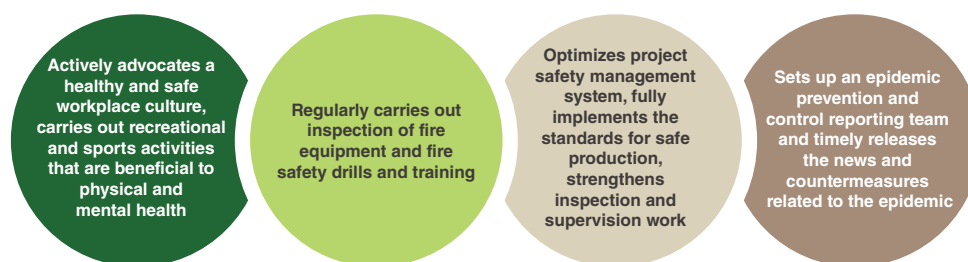 Actively advocates a
healthy and safe
workplace culture,
carries out recreational
and sports activities
that are beneficial to
physical and
mental health
Regularly carries out
inspection of fire
equipment and fire
safety drills and training
Optimizes project
safety management
system, fully
implements the
standards for safe
production,
strengthens
inspection and
supervision work
Sets up an epidemic
prevention and
control reporting team
and timely releases
the news and
countermeasures
related to the epidemic